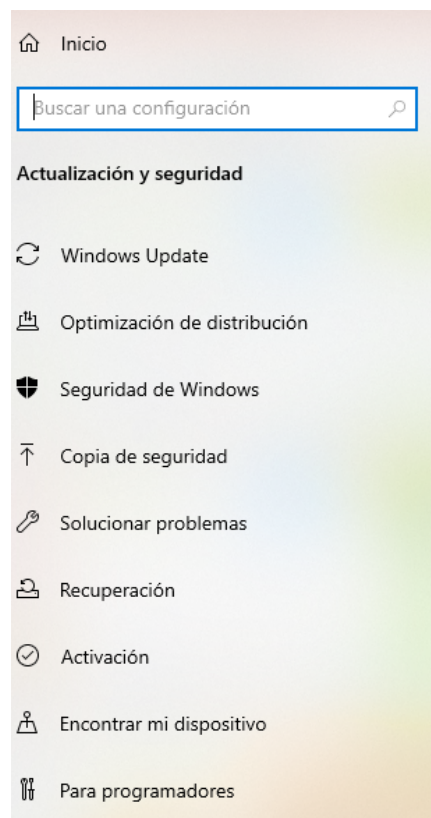 Inicio
Buscar una configuración
Actualización y seguridad
Windows Update
Optimización de distribución
Seguridad de Windows
Copia de seguridad
Solucionar problemas
Recuperación
Activación
Encontrar mi dispositivo
Para programadores